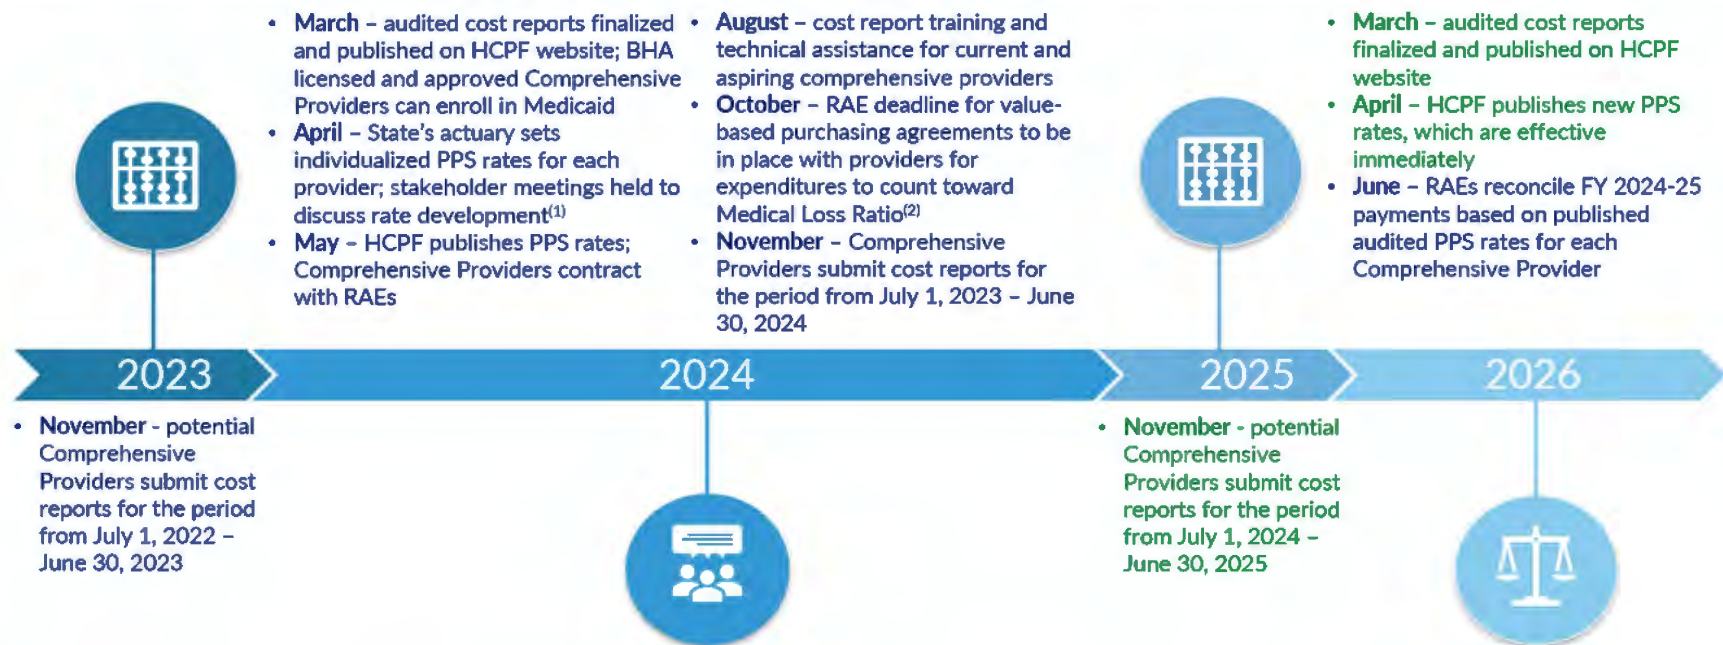 • March – audited cost reports finalized
and published on HCPF website; BHA
licensed and approved Comprehensive
Providers can enroll in Medicaid
• April – State's actuary sets
individualized PPS rates for each
provider; stakeholder meetings held to
discuss rate development(1)
• May – HCPF publishes PPS rates;
Comprehensive Providers contract
with RAEs
• August – cost report training and
technical assistance for current and
aspiring comprehensive providers
• October – RAE deadline for value-
based purchasing agreements to be
in place with providers for
expenditures to count toward
Medical Loss Ratio(2)
• November – Comprehensive
Providers submit cost reports for
the period from July 1, 2023 – June
30, 2024
• March – audited cost reports
finalized and published on HCPF
website
• April – HCPF publishes new PPS
rates, which are effective
immediately
• June – RAEs reconcile FY 2024-25
payments based on published
audited PPS rates for each
Comprehensive Provider
2023
2024
2025
2026
• November - potential
Comprehensive
Providers submit cost
reports for the period
from July 1, 2022 –
June 30, 2023
• November - potential
Comprehensive
Providers submit cost
reports for the period
from July 1, 2024 –
June 30, 2025